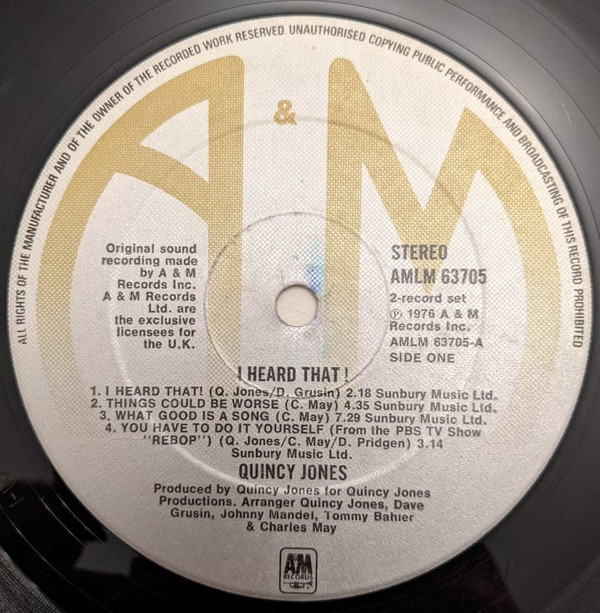 ALL RIGHTS OF THE MANUFACTURER AND OF THE OWNER OF THE RECORDED WORK RESERVED. UNAUTHORISED COPYING PUBLIC PERFORMANCE AND BROADCASTING OF THIS RECORD PROHIBITED
A & M
Original sound
recording made
by A & M
Records Inc.
A & M Records
Ltd. are
the exclusive
licensees for
the U.K.
STEREO
AMLM 63705
2-record set
℗ 1976 A & M
Records Inc.
AMLM 63705-A
SIDE ONE
I HEARD THAT!
1. I HEARD THAT! (Q. Jones/D. Grusin) 2.18 Sunbury Music Ltd.
2. THINGS COULD BE WORSE (C. May) 4.35 Sunbury Music Ltd.
3. WHAT GOOD IS A SONG (C. May) 7.29 Sunbury Music Ltd.
4. YOU HAVE TO DO IT YOURSELF (From the PBS TV Show
"REBOP") (Q. Jones/C. May/D. Pridgen) 3.14
Sunbury Music Ltd.
QUINCY JONES
Produced by Quincy Jones for Quincy Jones
Productions. Arranger Quincy Jones, Dave
Grusin, Johnny Mandel, Tommy Bahler
& Charles May
A&M
RECORDS